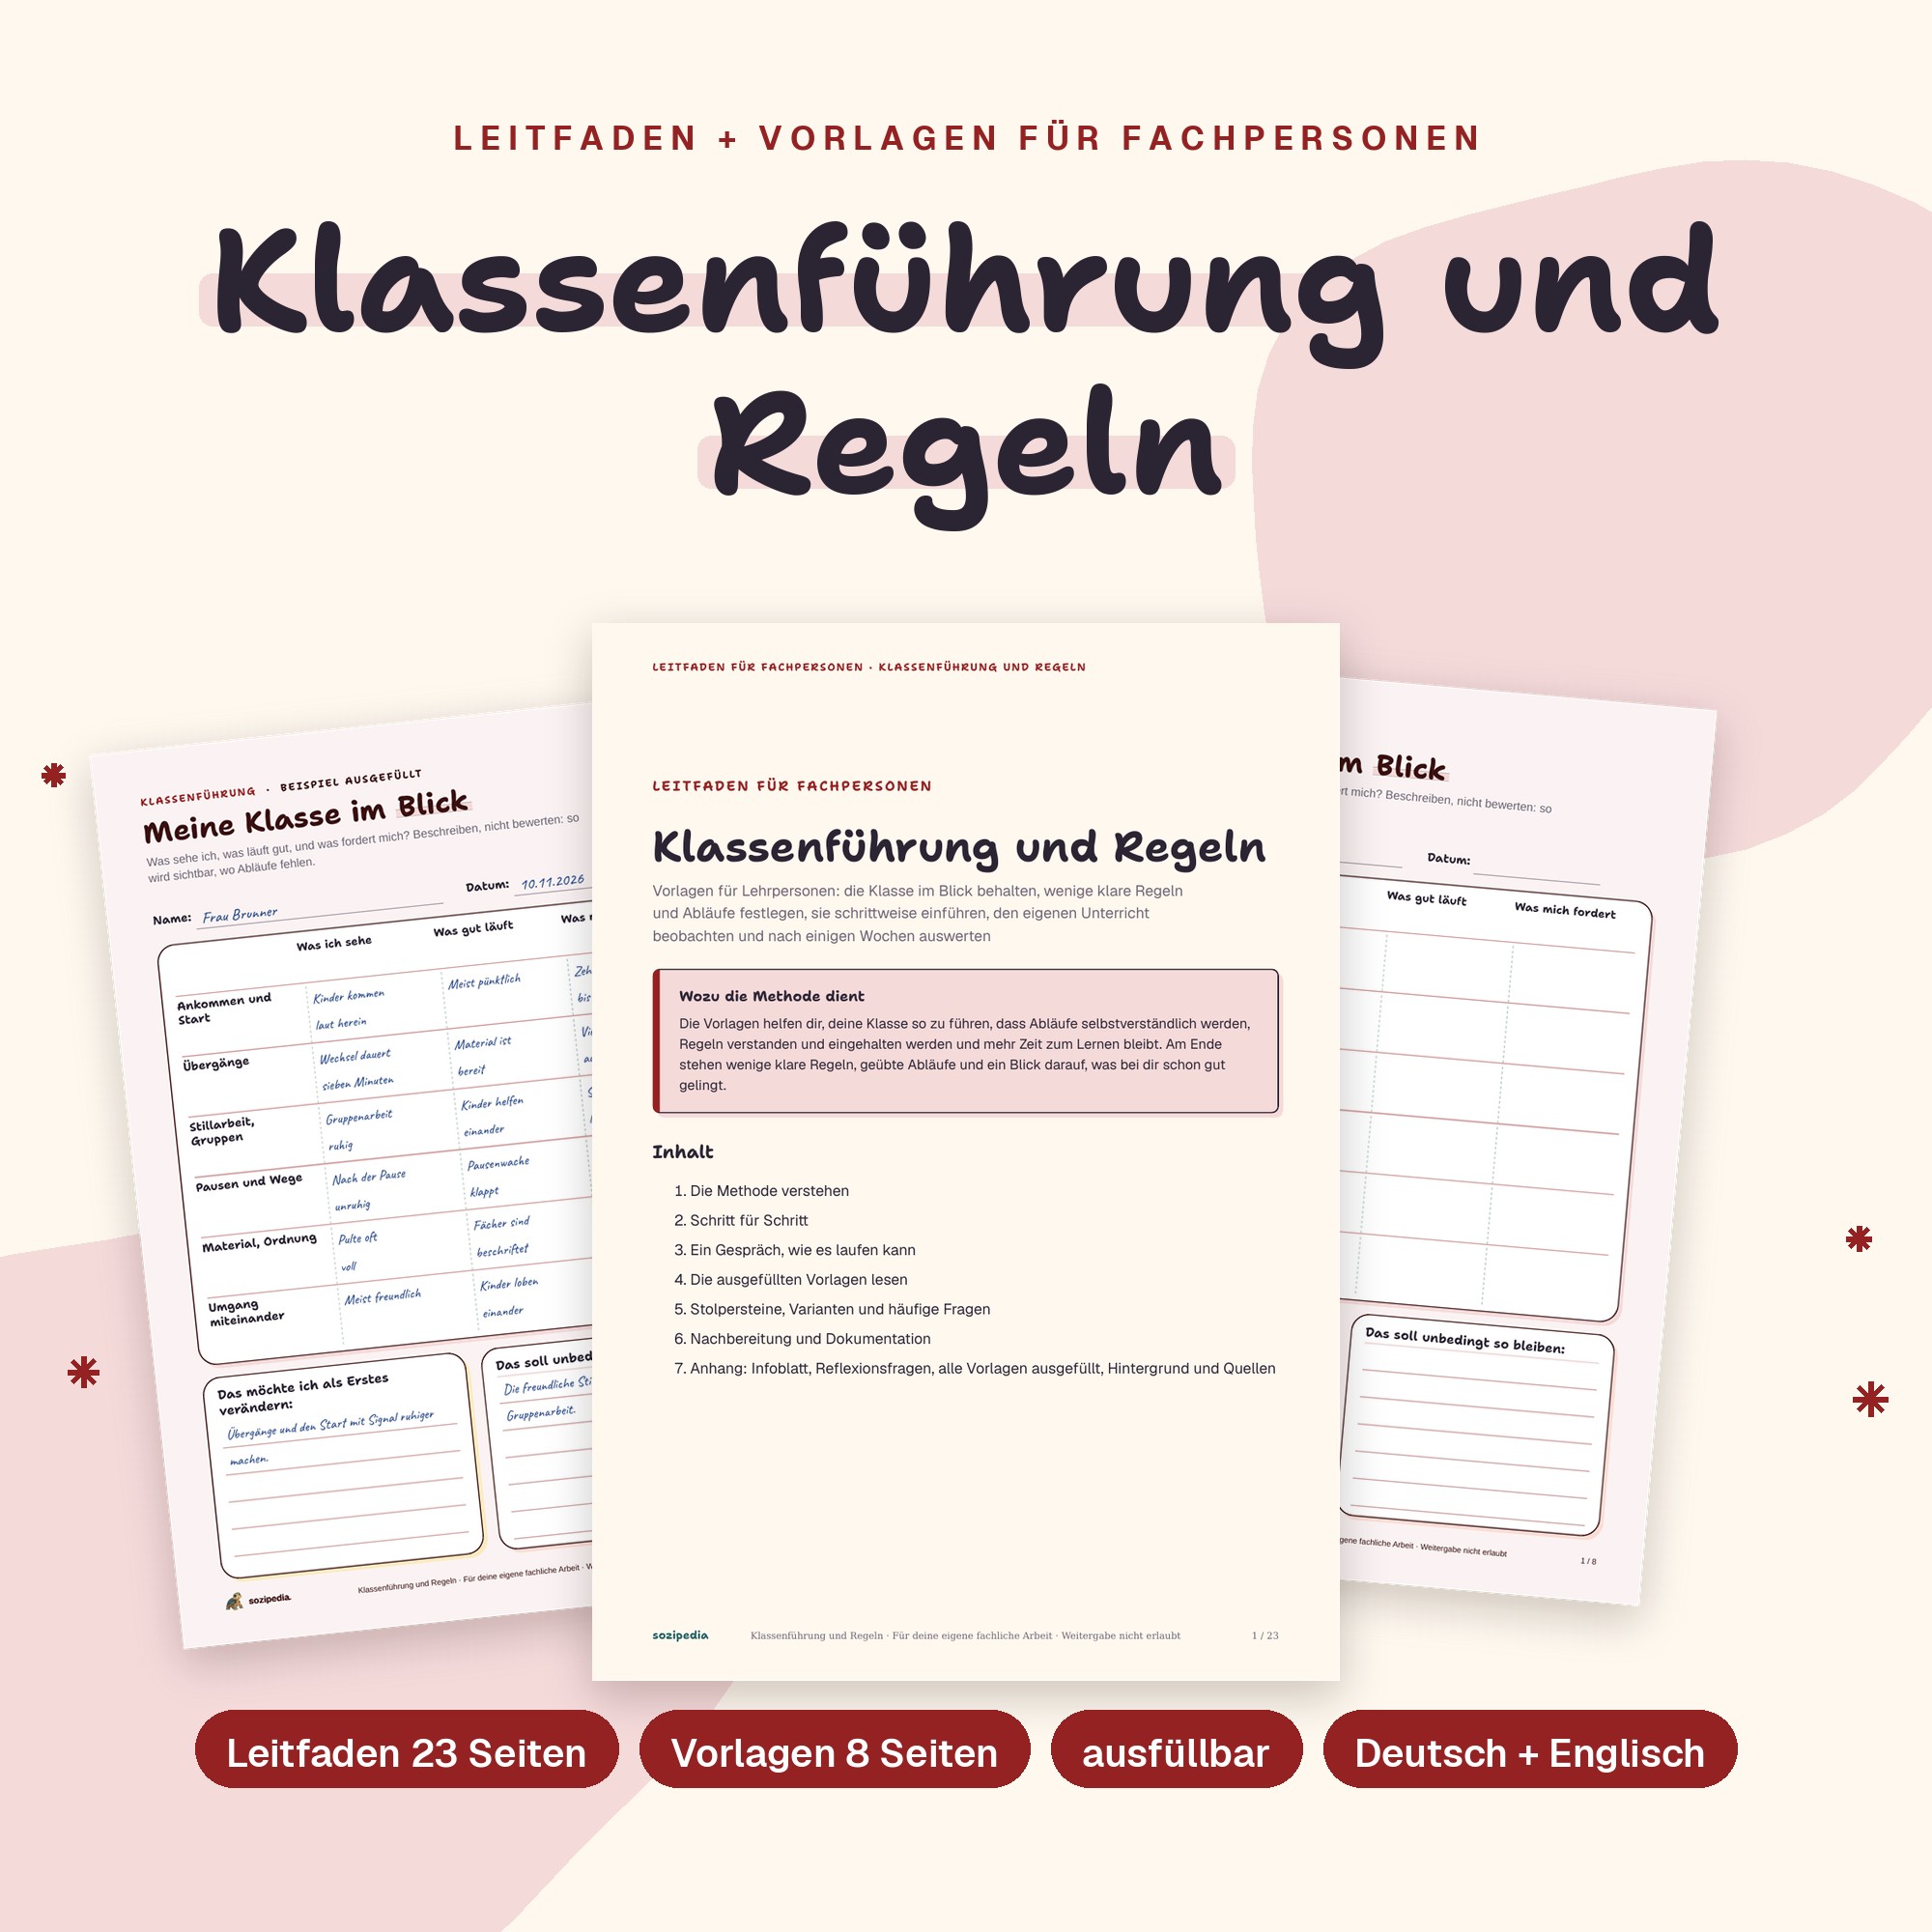 LEITFADEN + VORLAGEN FÜR FACHPERSONEN
Klassenführung und
Regeln
KLASSENFÜHRUNG · BEISPIEL AUSGEFÜLLT
Meine Klasse im Blick
Was sehe ich, was läuft gut, und was fordert mich? Beschreiben, nicht bewerten: so
wird sichtbar, wo Abläufe fehlen.
Name: Frau Brunner Datum: 10.11.2026
Was ich sehe Was gut läuft Was
Ankommen und
Start
Kinder kommen
laut herein
Meist pünktlich
Übergänge
Wechsel dauert
sieben Minuten
Material ist
bereit
Stillarbeit,
Gruppen
Gruppenarbeit
ruhig
Kinder helfen
einander
Pausen und Wege
Nach der Pause
unruhig
Pausenwache
klappt
Material, Ordnung
Pulte oft
voll
Fächer sind
beschriftet
Umgang
miteinander
Meist freundlich
Kinder loben
einander
Das möchte ich als Erstes
verändern:
Übergänge und den Start mit Signal ruhiger
machen.
Das soll
Die freundliche
Gruppenarbeit.
sozipedia.
Klassenführung und Regeln · Für deine eigene fachliche Arbeit ·
LEITFADEN FÜR FACHPERSONEN · KLASSENFÜHRUNG UND REGELN
LEITFADEN FÜR FACHPERSONEN
Klassenführung und Regeln
Vorlagen für Lehrpersonen: die Klasse im Blick behalten, wenige klare Regeln
und Abläufe festlegen, sie schrittweise einführen, den eigenen Unterricht
beobachten und nach einigen Wochen auswerten
Wozu die Methode dient
Die Vorlagen helfen dir, deine Klasse so zu führen, dass Abläufe selbstverständlich werden,
Regeln verstanden und eingehalten werden und mehr Zeit zum Lernen bleibt. Am Ende
stehen wenige klare Regeln, geübte Abläufe und ein Blick darauf, was bei dir schon gut
gelingt.
Inhalt
1. Die Methode verstehen
2. Schritt für Schritt
3. Ein Gespräch, wie es laufen kann
4. Die ausgefüllten Vorlagen lesen
5. Stolpersteine, Varianten und häufige Fragen
6. Nachbereitung und Dokumentation
7. Anhang: Infoblatt, Reflexionsfragen, alle Vorlagen ausgefüllt, Hintergrund und Quellen
sozipedia Klassenführung und Regeln · Für deine eigene fachliche Arbeit · Weitergabe nicht erlaubt 1 / 23
Blick
mich? Beschreiben, nicht bewerten: so
Datum:
Was gut läuft Was mich fordert
Das soll unbedingt so bleiben:
fachliche Arbeit · Weitergabe nicht erlaubt 1 / 8
Leitfaden 23 Seiten Vorlagen 8 Seiten ausfüllbar Deutsch + Englisch